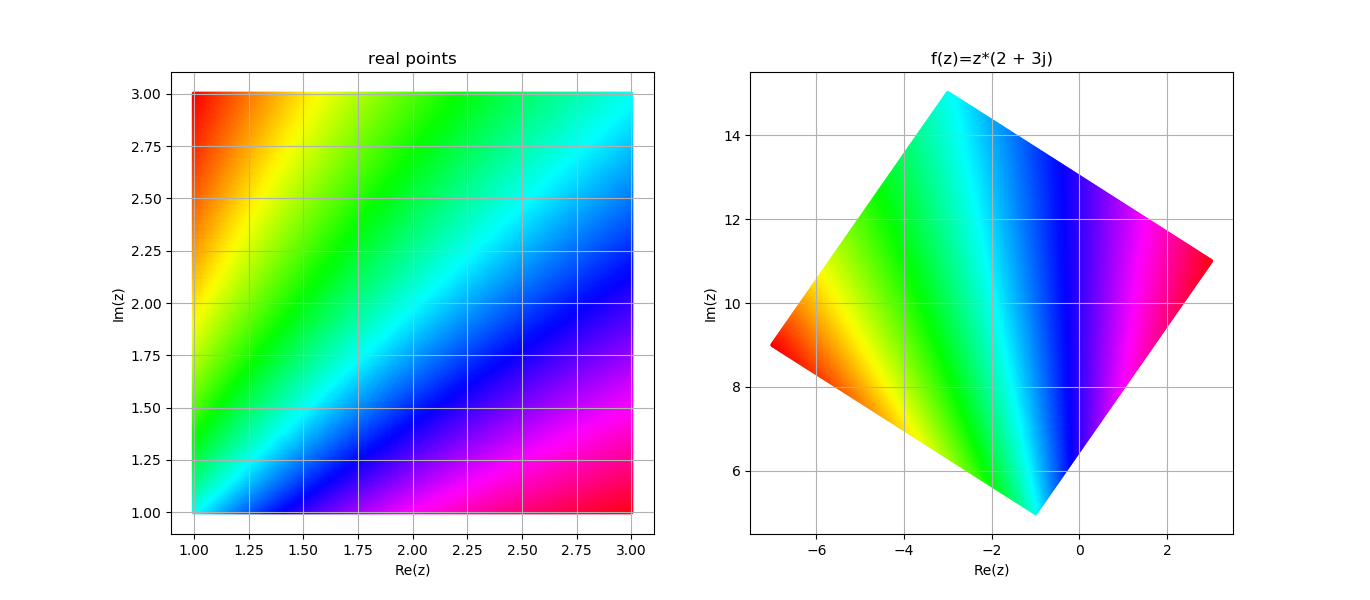 real points
3.00
2.75
2.50
2.25
2.00
1.75
1.50
1.25
1.00
Im(z)
1.00 1.25 1.50 1.75 2.00 2.25 2.50 2.75 3.00
Re(z)
f(z)=z*(2 + 3j)
14
12
10
8
6
Im(z)
−6 −4 −2 0 2
Re(z)